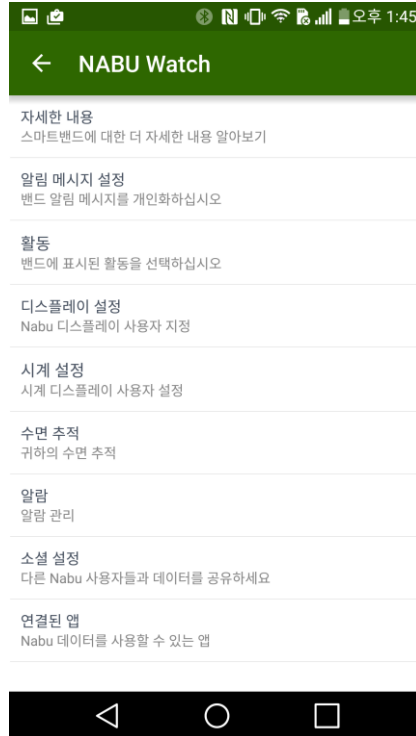 오후 1:45
NABU Watch
자세한 내용
스마트밴드에 대한 더 자세한 내용 알아보기
알림 메시지 설정
밴드 알림 메시지를 개인화하십시오
활동
밴드에 표시된 활동을 선택하십시오
디스플레이 설정
Nabu 디스플레이 사용자 지정
시계 설정
시계 디스플레이 사용자 설정
수면 추적
귀하의 수면 추적
알람
알람 관리
소셜 설정
다른 Nabu 사용자들과 데이터를 공유하세요
연결된 앱
Nabu 데이터를 사용할 수 있는 앱